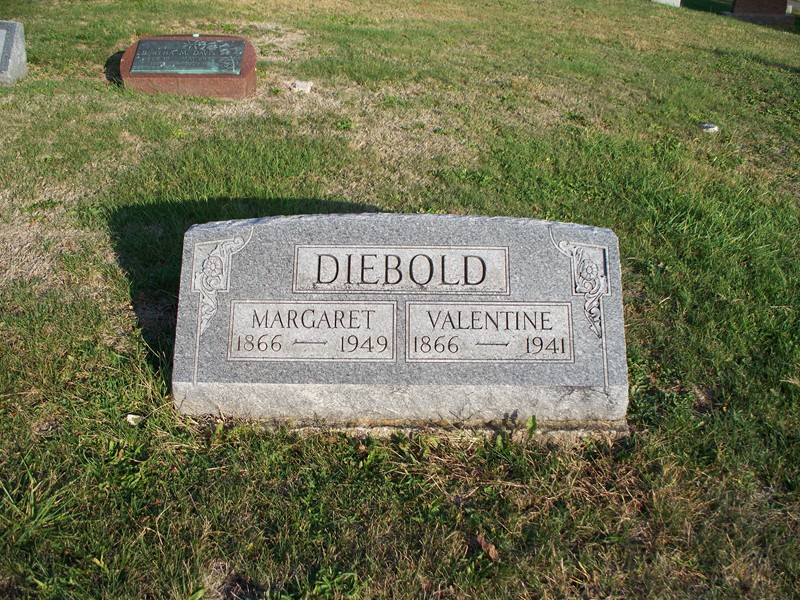 DIEBOLD
MARGARET
1866 — 1949
VALENTINE
1866 — 1941